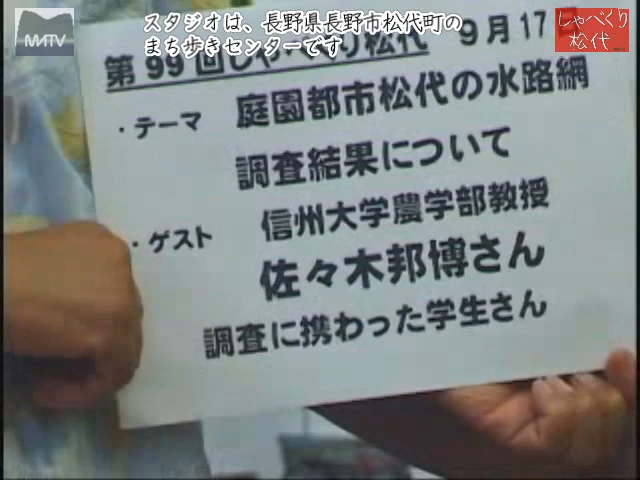 MATV
スタジオは、長野県長野市松代町の
まち歩きセンターです
しゃべくり
松代
第99回しゃべくり松代 9月17日
・テーマ 庭園都市松代の水路網
調査結果について
・ゲスト 信州大学農学部教授
佐々木邦博さん
調査に携わった学生さん